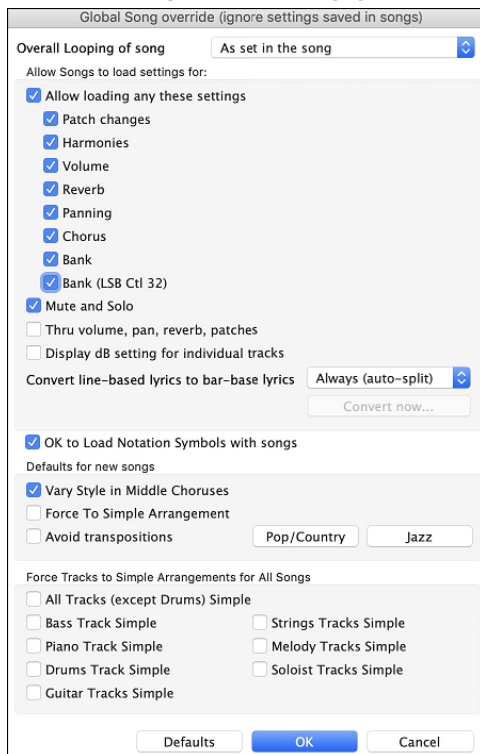 Global Song override (ignore settings saved in songs)
Overall Looping of song As set in the song
Allow Songs to load settings for:
Allow loading any these settings
Patch changes
Harmonies
Volume
Reverb
Panning
Chorus
Bank
Bank (LSB Ctl 32)
Mute and Solo
Thru volume, pan, reverb, patches
Display dB setting for individual tracks
Convert line-based lyrics to bar-base lyrics Always (auto-split)
Convert now...
OK to Load Notation Symbols with songs
Defaults for new songs
Vary Style in Middle Choruses
Force To Simple Arrangement
Avoid transpositions Pop/Country Jazz
Force Tracks to Simple Arrangements for All Songs
All Tracks (except Drums) Simple
Bass Track Simple Strings Tracks Simple
Piano Track Simple Melody Tracks Simple
Drums Track Simple Soloist Tracks Simple
Guitar Tracks Simple
Defaults OK Cancel